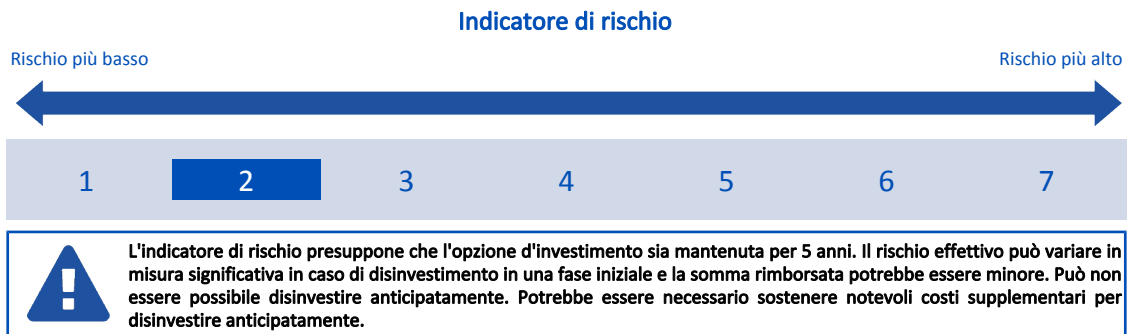 Indicatore di rischio
Rischio più basso
Rischio più alto
1 2 3 4 5 6 7
L'indicatore di rischio presuppone che l'opzione d'investimento sia mantenuta per 5 anni. Il rischio effettivo può variare in
misura significativa in caso di disinvestimento in una fase iniziale e la somma rimborsata potrebbe essere minore. Può non
essere possibile disinvestire anticipatamente. Potrebbe essere necessario sostenere notevoli costi supplementari per
disinvestire anticipatamente.